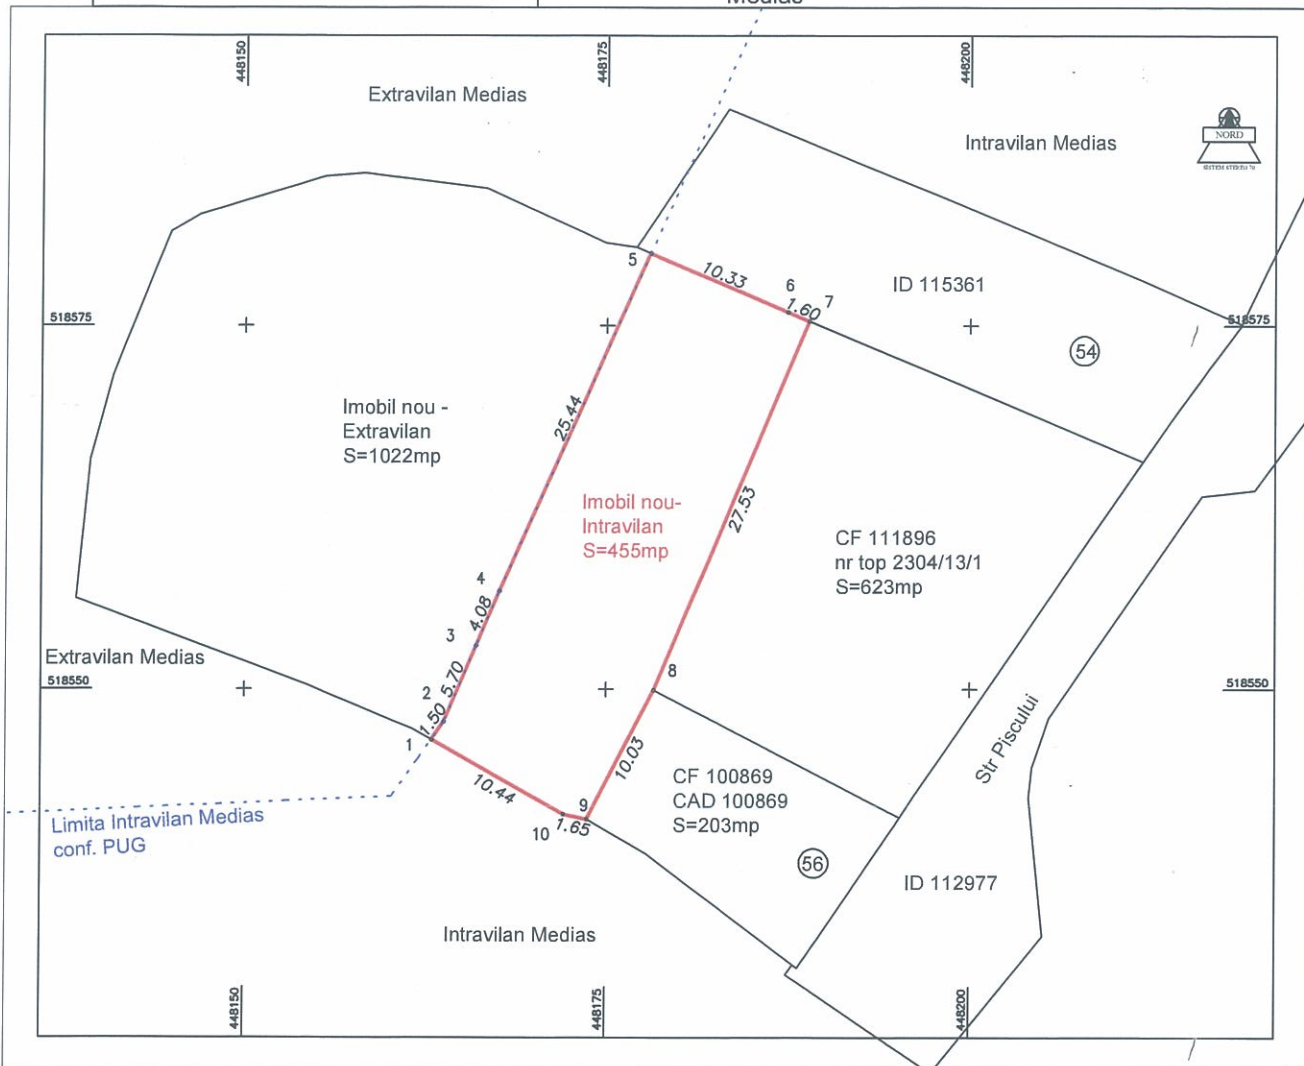 Medias
448150
448175
448200
Extravilan Medias
Intravilan Medias
NORD
SISTEM STEREO 70
5
10.33
6
1.60
7
ID 115361
518575
518575
54
Imobil nou -
Extravilan
S=1022mp
25.44
Imobil nou-
Intravilan
S=455mp
27.53
CF 111896
nr top 2304/13/1
S=623mp
4
4.08
3
Extravilan Medias
5.70
8
518550
518550
2
1.50
1
Str Piscului
10.44
10.03
CF 100869
CAD 100869
S=203mp
9
10
1.65
Limita Intravilan Medias
conf. PUG
56
ID 112977
Intravilan Medias
448150
448175
448200